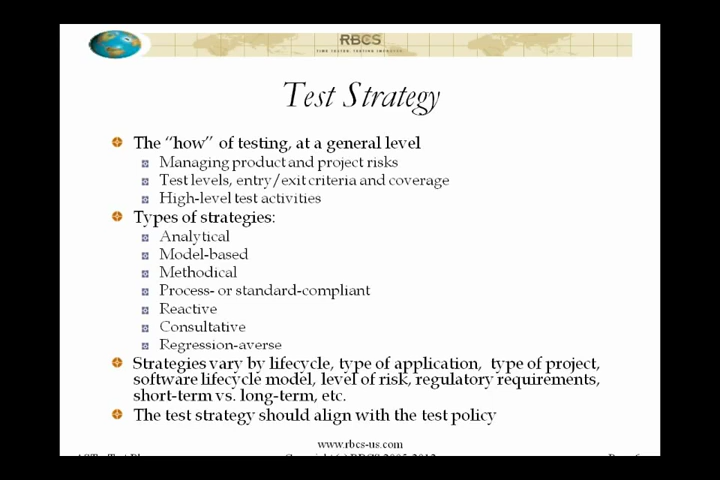 RBCS
Test Strategy
The “how” of testing, at a general level
Managing product and project risks
Test levels, entry/exit criteria and coverage
High-level test activities
Types of strategies:
Analytical
Model-based
Methodical
Process- or standard-compliant
Reactive
Consultative
Regression-averse
Strategies vary by lifecycle, type of application, type of project,
software lifecycle model, level of risk, regulatory requirements,
short-term vs. long-term, etc.
The test strategy should align with the test policy
www.rbcs-us.com